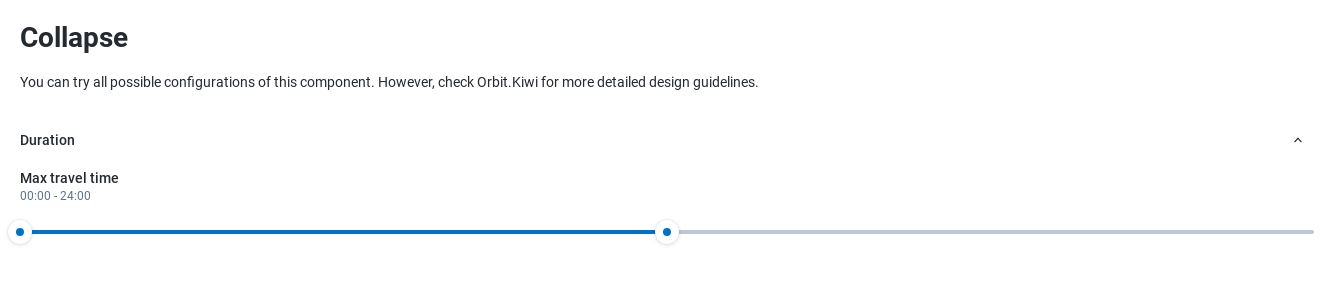 Collapse
You can try all possible configurations of this component. However, check Orbit.Kiwi for more detailed design guidelines.
Duration
Max travel time
00:00 - 24:00